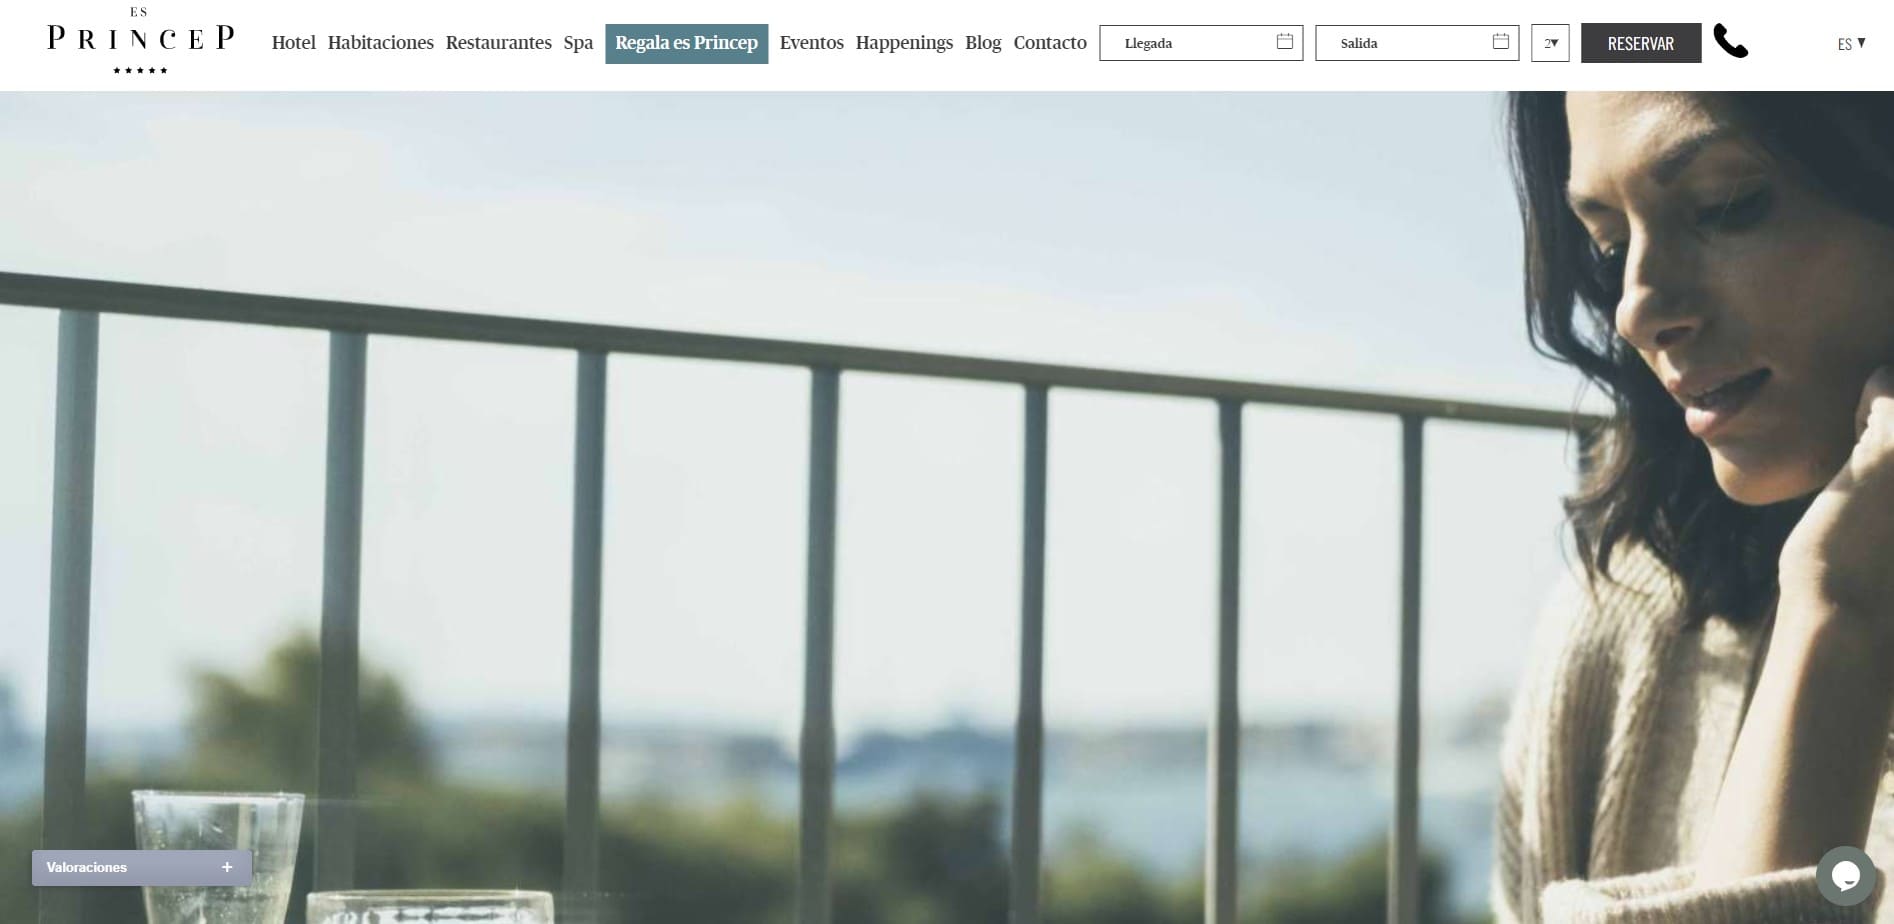 ES
PRINCEP
★★★★★
Hotel Habitaciones Restaurantes Spa Regala es Princep Eventos Happenings Blog Contacto Llegada Salida 2▾ RESERVAR ES ▼
Valoraciones +